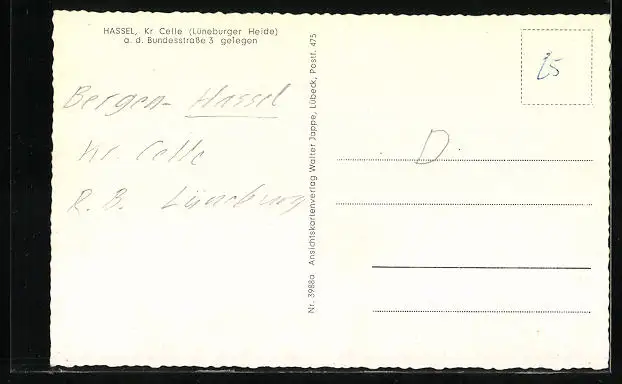 HASSEL, Kr Celle (Lüneburger Heide)
a. d. Bundesstraße 3 gelegen
Bergen- Hassel
Kr. Celle
R. B. Lüneburg
Nr. 3988a Ansichtskartenverlag Walter Jappe, Lübeck, Postf. 475
25
D.